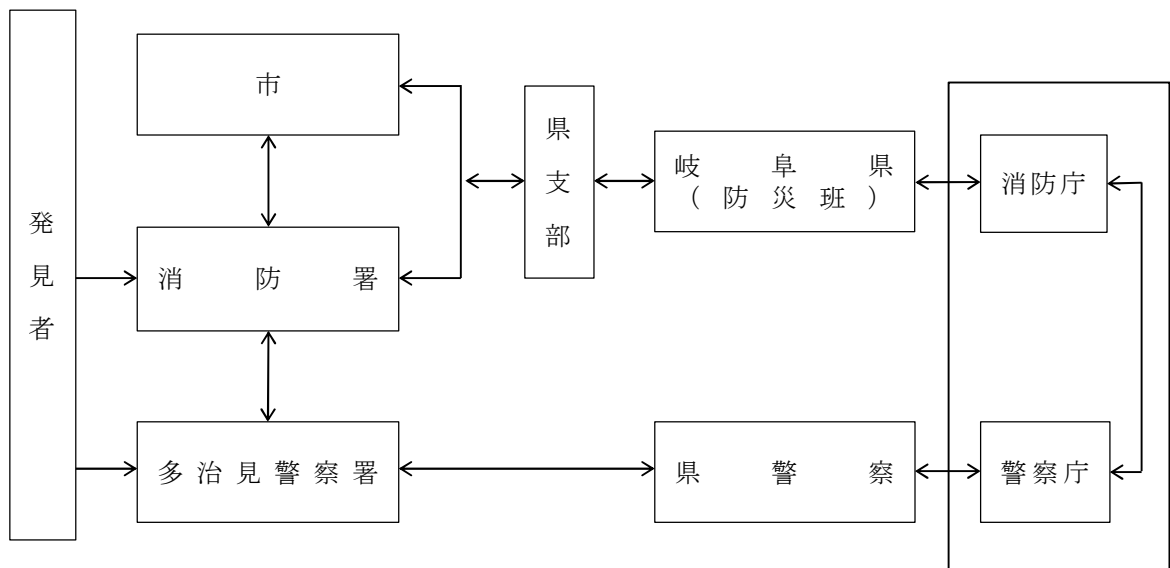 発見者
市
消防署
多治見警察署
県支部
岐阜県
（防災班）
県警察
消防庁
警察庁